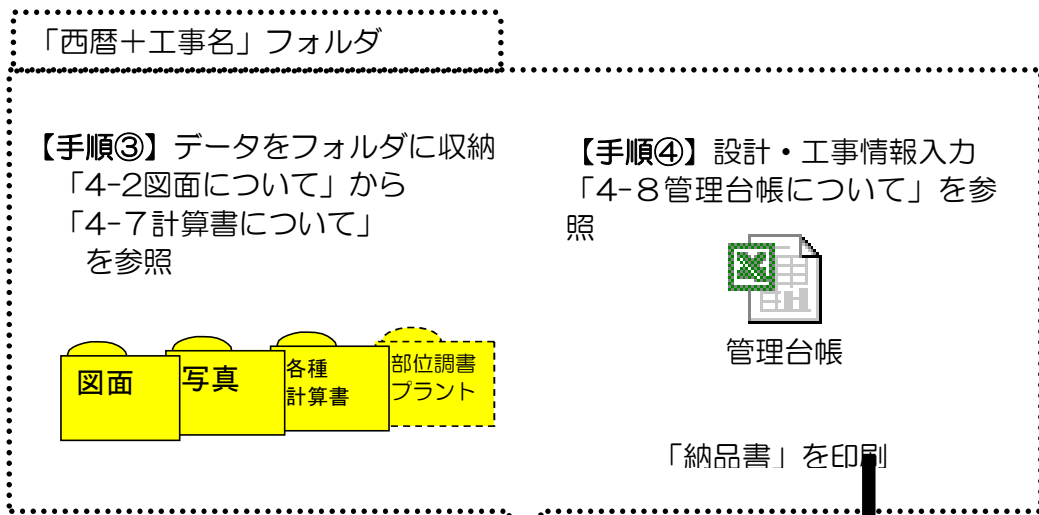 「西暦＋工事名」フォルダ
【手順③】データをフォルダに収納
「4-2図面について」から
「4-７計算書について」
を参照
図面
写真
各種
計算書
部位調書
プラント
【手順④】設計・工事情報入力
「4-８管理台帳について」を参
照
管理台帳
「納品書」を印刷